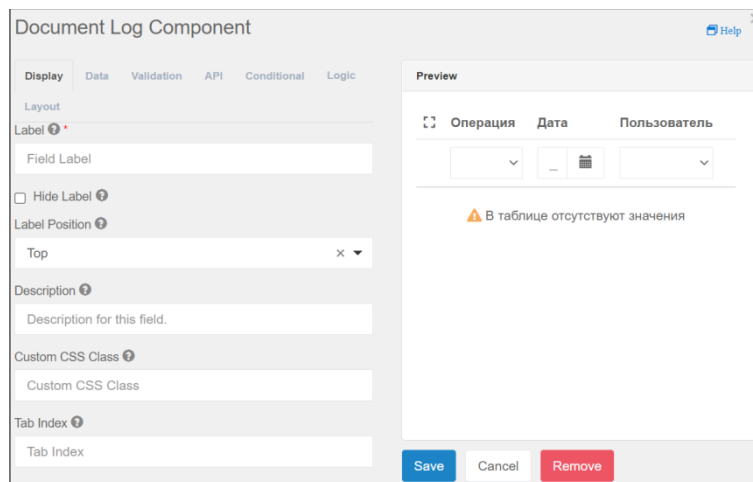 Document Log Component
Help
Display Data Validation API Conditional Logic
Layout
Label *
Field Label
Hide Label
Label Position
Top
Description
Description for this field.
Custom CSS Class
Custom CSS Class
Tab Index
Tab Index
Preview
Операция Дата Пользователь
_
В таблице отсутствуют значения
Save Cancel Remove